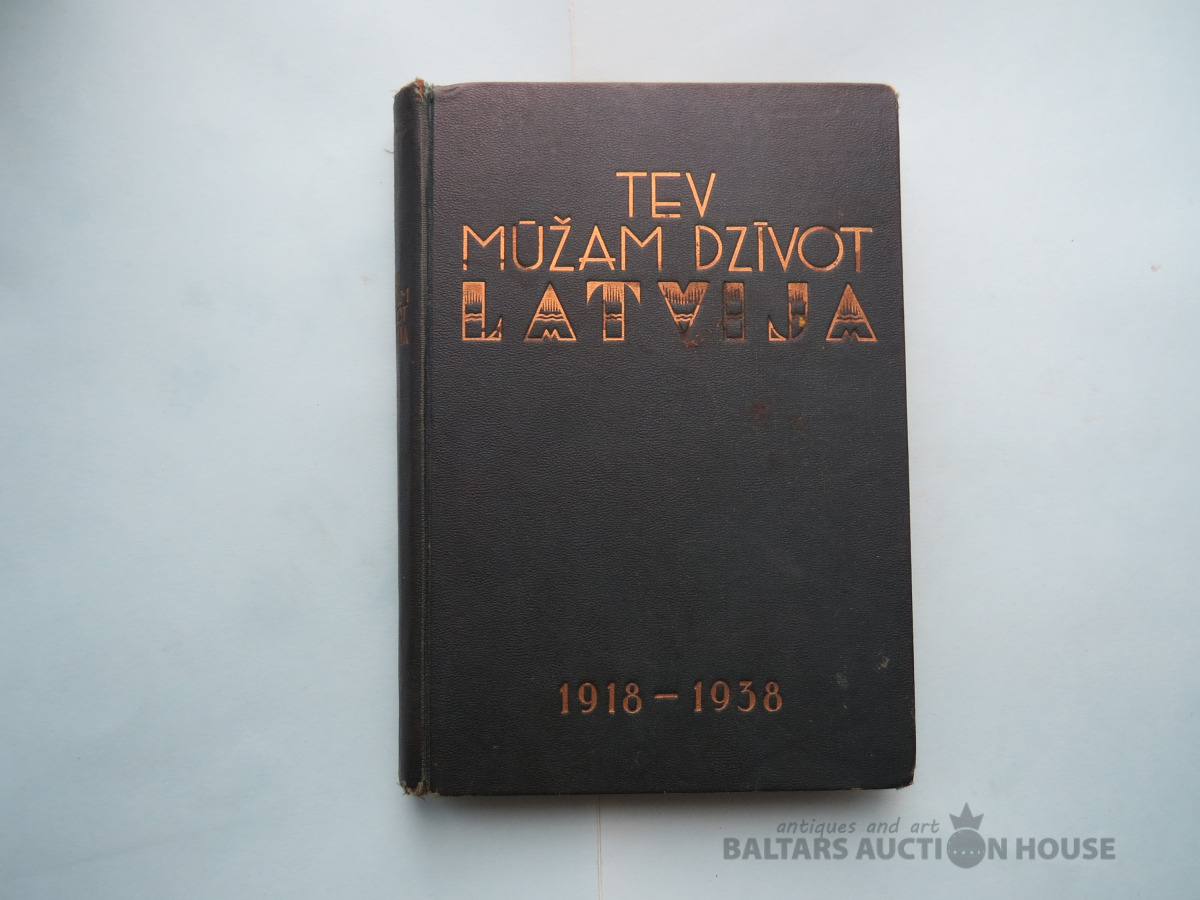 TEV
MŪŽAM DZĪVOT
LATVIJA
1918 – 1938
antiques and art
BALTARS AUCTION HOUSE